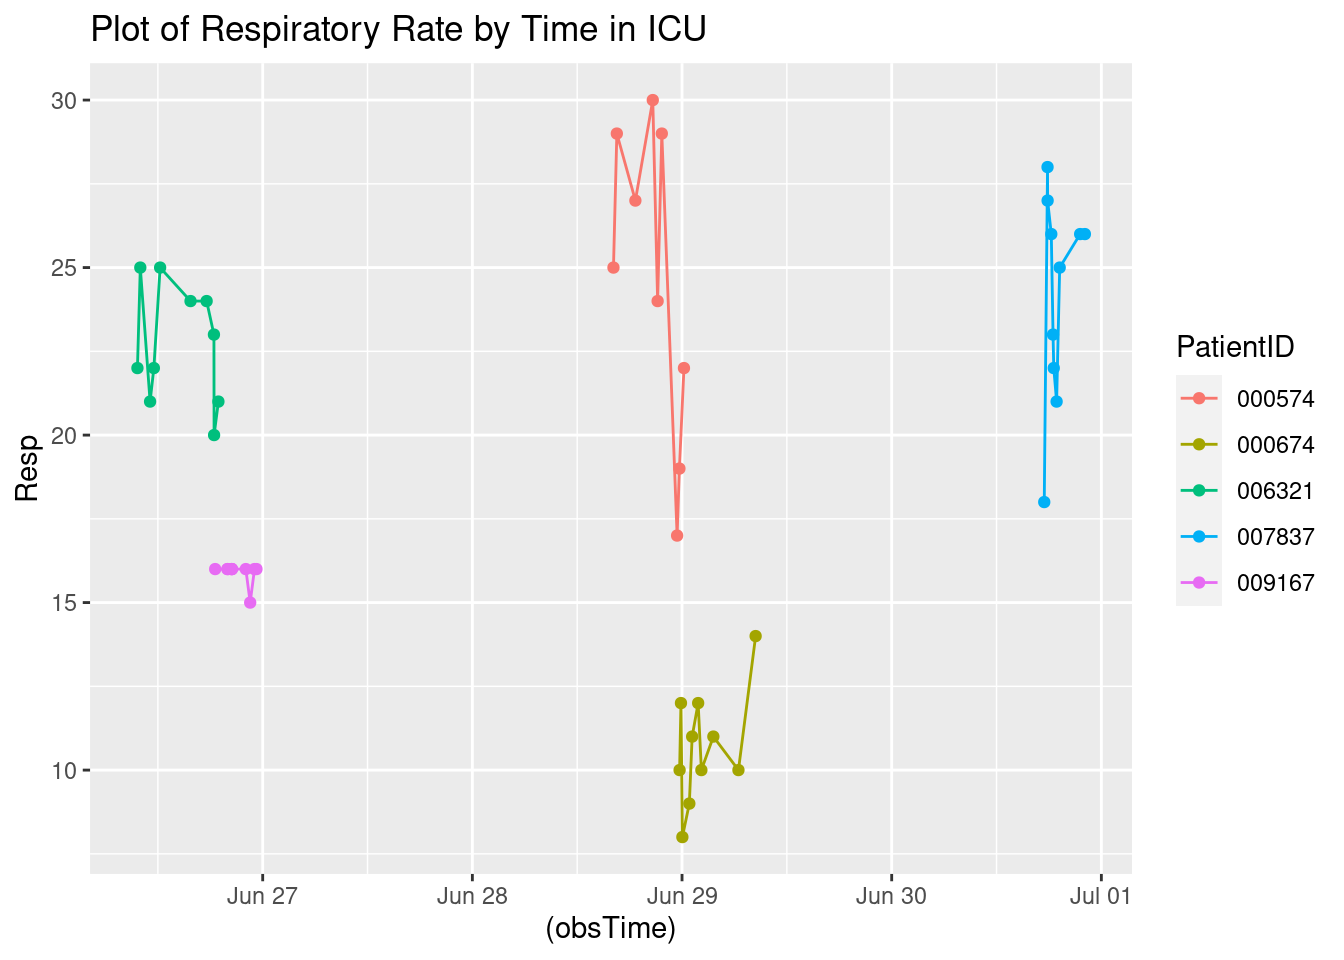 Plot of Respiratory Rate by Time in ICU
30
25
20
15
10
Resp
Jun 27
Jun 28
Jun 29
Jun 30
Jul 01
(obsTime)
PatientID
000574
000674
006321
007837
009167